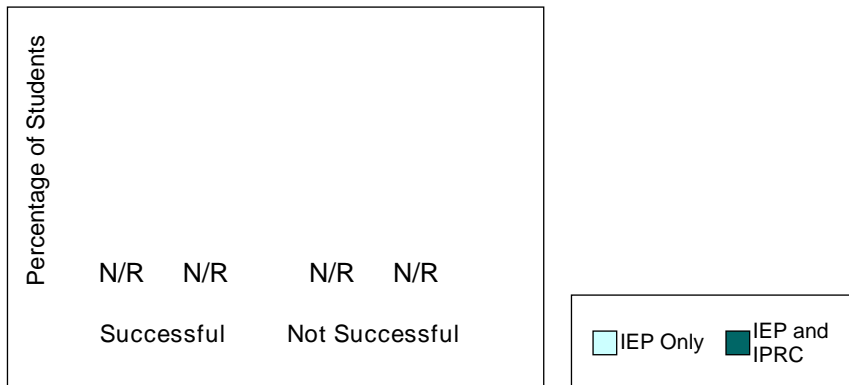 Percentage of Students
N/R N/R N/R N/R
Successful Not Successful
IEP Only
IEP and
IPRC